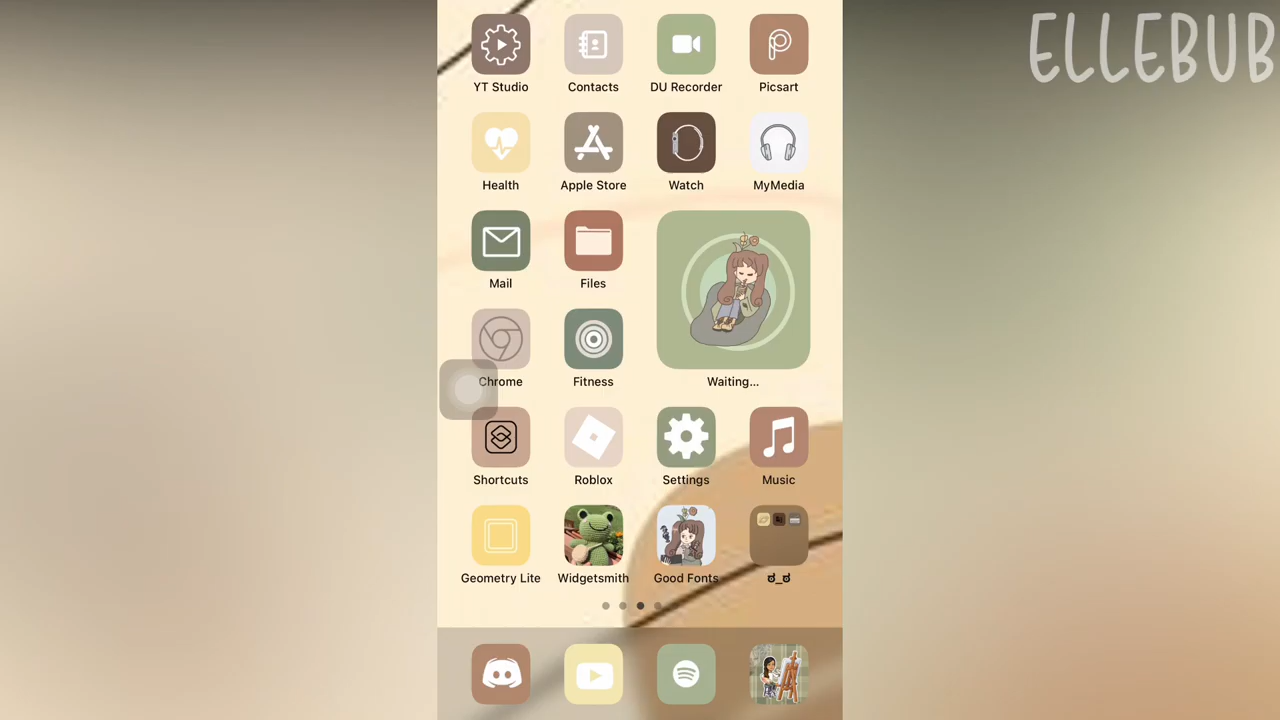 ELLEBUB
YT Studio
Contacts
DU Recorder
Picsart
Health
Apple Store
Watch
MyMedia
Mail
Files
Chrome
Fitness
Waiting...
Shortcuts
Roblox
Settings
Music
Geometry Lite
Widgetsmith
Good Fonts
ಠ_ಠ